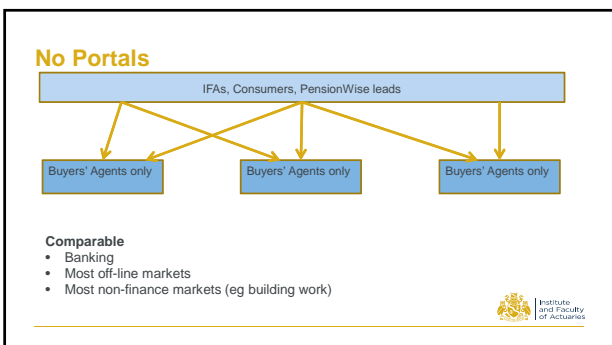 No Portals
IFAs, Consumers, PensionWise leads
Buyers' Agents only
Buyers' Agents only
Buyers' Agents only
Comparable
• Banking
• Most off-line markets
• Most non-finance markets (eg building work)
Institute
and Faculty
of Actuaries